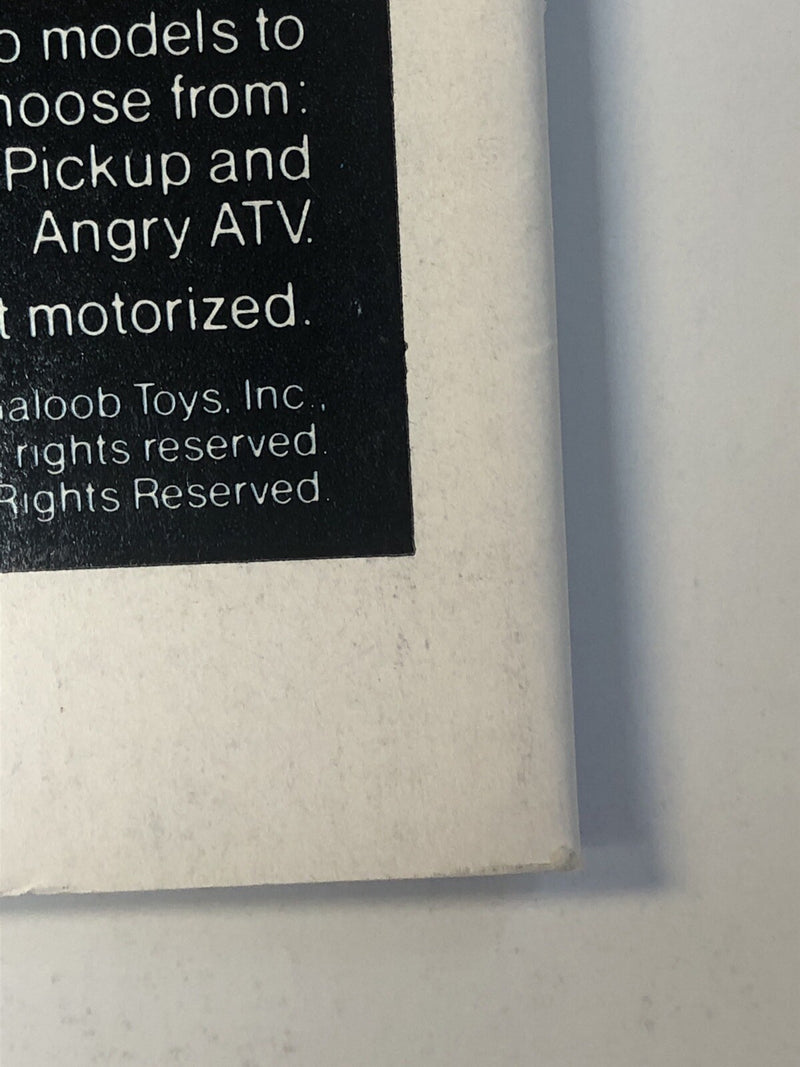 o models to
hoose from:
Pickup and
Angry ATV.
t motorized.
aloob Toys, Inc.,
rights reserved.
Rights Reserved.